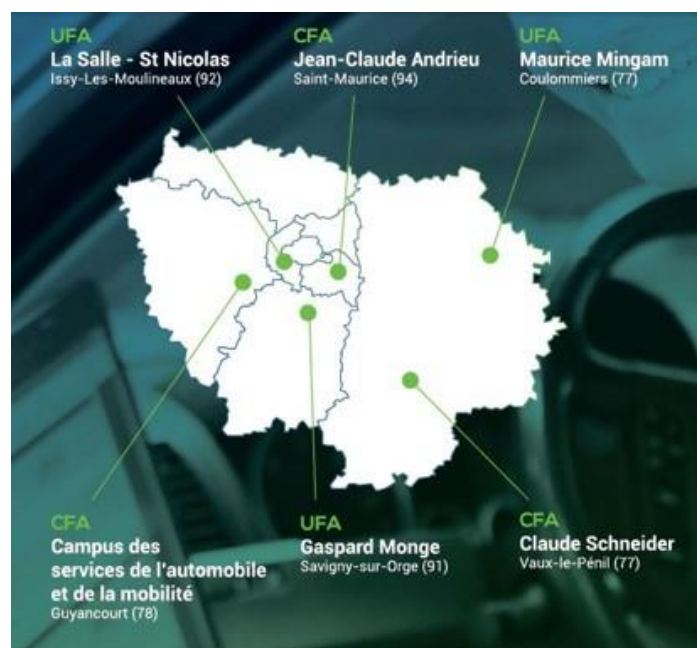 UFA
La Salle - St Nicolas
Issy-Les-Moulineaux (92)
CFA
Jean-Claude Andrieu
Saint-Maurice (94)
UFA
Maurice Mingam
Coulommiers (77)
CFA
Campus des
services de l'automobile
et de la mobilité
Guyancourt (78)
UFA
Gaspard Monge
Savigny-sur-Orge (91)
CFA
Claude Schneider
Vaux-le-Pénil (77)